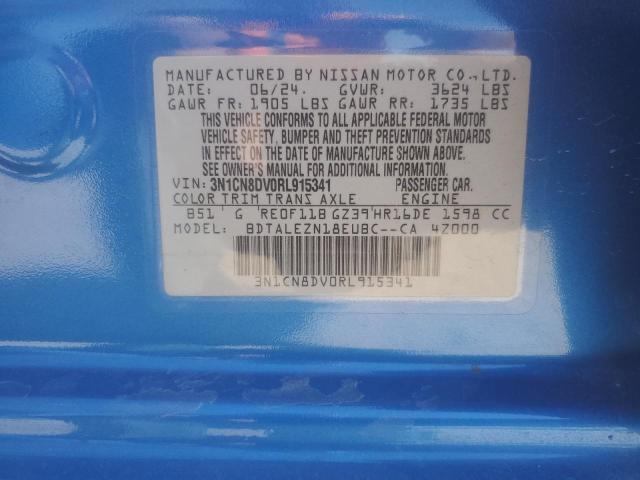 MANUFACTURED BY NISSAN MOTOR CO., LTD.
DATE: 06/24. GVWR: 3624 LBS
GAWR FR: 1905 LBS GAWR RR: 1735 LBS
THIS VEHICLE CONFORMS TO ALL APPLICABLE FEDERAL MOTOR
VEHICLE SAFETY, BUMPER AND THEFT PREVENTION STANDARDS
IN EFFECT ON THE DATE OF MANUFACTURE SHOWN ABOVE.
SEE OWNER'S MANUAL FOR ADDITIONAL INFORMATION.
VIN: 3N1CN8DV0RL915341 PASSENGER CAR.
COLOR TRIM TRANS AXLE ENGINE
B51 G RE0F11B GZ39 HR16DE 1598 CC
MODEL: BDTALEZN18EUBC--CA 4Z000
3N1CN8DV0RL915341